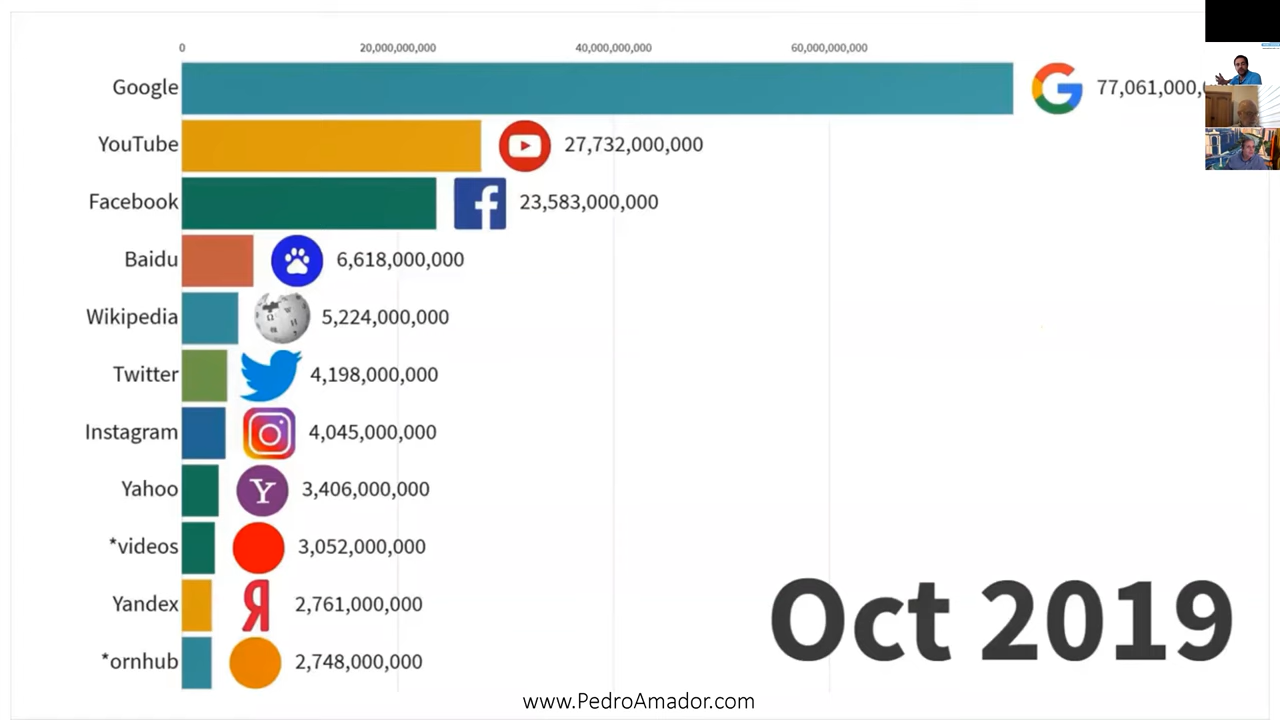 0 20,000,000,000 40,000,000,000 60,000,000,000
Google 77,061,000,
YouTube 27,732,000,000
Facebook 23,583,000,000
Baidu 6,618,000,000
Wikipedia 5,224,000,000
Twitter 4,198,000,000
Instagram 4,045,000,000
Yahoo Y 3,406,000,000
*videos 3,052,000,000
Yandex Я 2,761,000,000
*ornhub 2,748,000,000
Oct 2019
www.PedroAmador.com